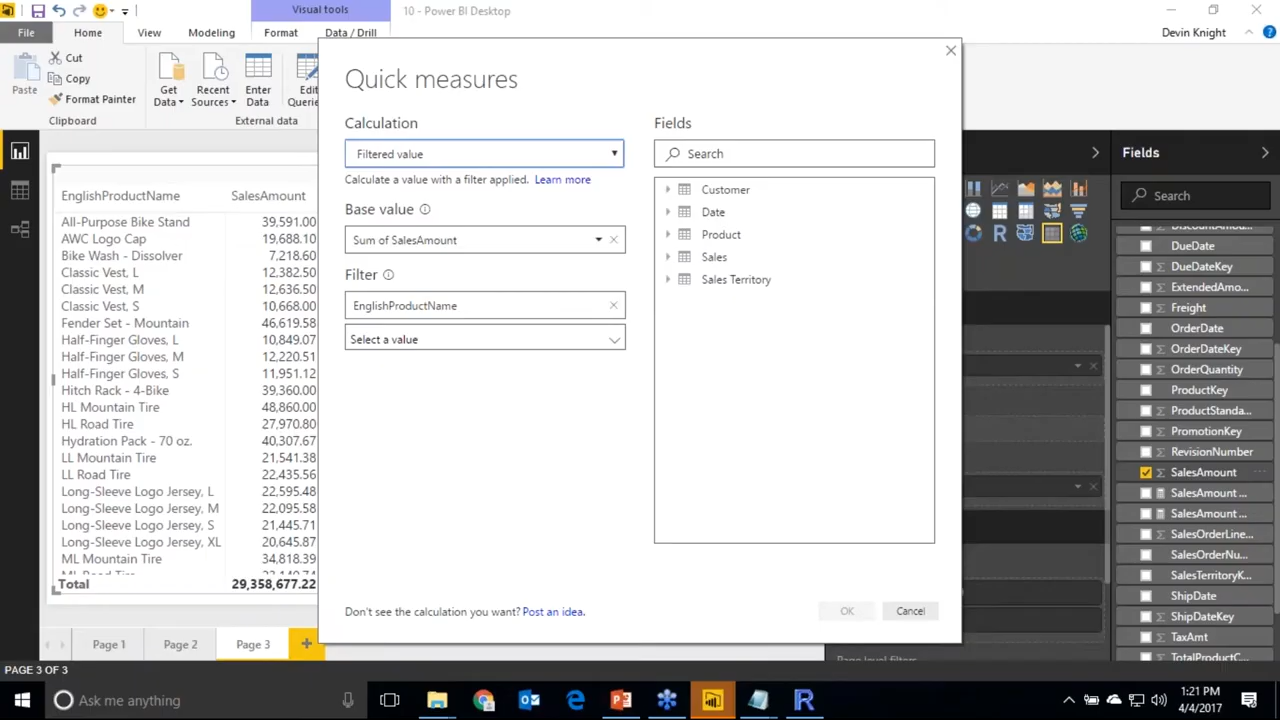 Visual tools
10 - Power BI Desktop
File
Home
View
Modeling
Format
Data / Drill
Devin Knight
Paste
Cut
Copy
Format Painter
Clipboard
Get Data
Recent Sources
Enter Data
Edit Queries
External data
EnglishProductName SalesAmount
All-Purpose Bike Stand 39,591.00
AWC Logo Cap 19,688.10
Bike Wash - Dissolver 7,218.60
Classic Vest, L 12,382.50
Classic Vest, M 12,636.50
Classic Vest, S 10,668.00
Fender Set - Mountain 46,619.58
Half-Finger Gloves, L 10,849.07
Half-Finger Gloves, M 12,220.51
Half-Finger Gloves, S 11,951.12
Hitch Rack - 4-Bike 39,360.00
HL Mountain Tire 48,860.00
HL Road Tire 27,970.80
Hydration Pack - 70 oz. 40,307.67
LL Mountain Tire 21,541.38
LL Road Tire 22,435.56
Long-Sleeve Logo Jersey, L 22,595.48
Long-Sleeve Logo Jersey, M 22,095.58
Long-Sleeve Logo Jersey, S 21,445.71
Long-Sleeve Logo Jersey, XL 20,645.87
ML Mountain Tire 34,818.39
Total 29,358,677.22
Page 1
Page 2
Page 3
PAGE 3 OF 3
Quick measures
Calculation
Filtered value
Calculate a value with a filter applied. Learn more
Base value
Sum of SalesAmount
Filter
EnglishProductName
Select a value
Don't see the calculation you want? Post an idea.
Fields
Search
Customer
Date
Product
Sales
Sales Territory
OK
Cancel
Page level filters
Fields
Search
DueDate
DueDateKey
ExtendedAmo...
Freight
OrderDate
OrderDateKey
OrderQuantity
ProductKey
ProductStanda...
PromotionKey
RevisionNumber
SalesAmount
SalesAmount ...
SalesAmount ...
SalesOrderLine...
SalesOrderNu...
SalesTerritoryK...
ShipDate
ShipDateKey
TaxAmt
TotalProductC...
Ask me anything
1:21 PM
4/4/2017